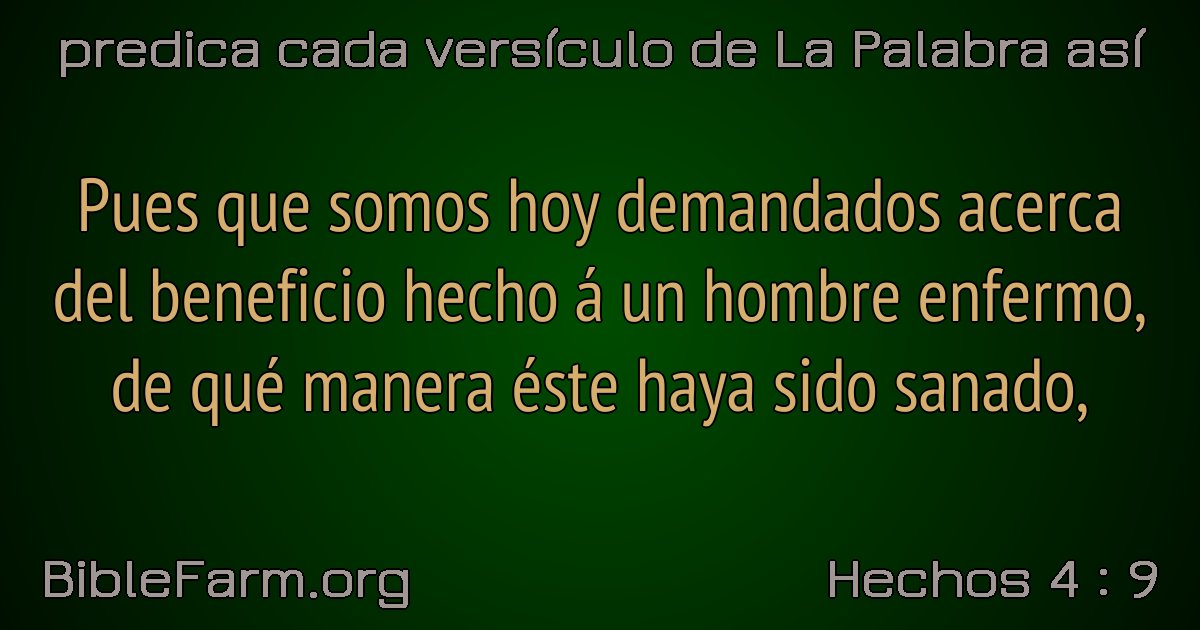 predica cada versículo de La Palabra así
Pues que somos hoy demandados acerca
del beneficio hecho á un hombre enfermo,
de qué manera éste haya sido sanado,
BibleFarm.org
Hechos 4 : 9